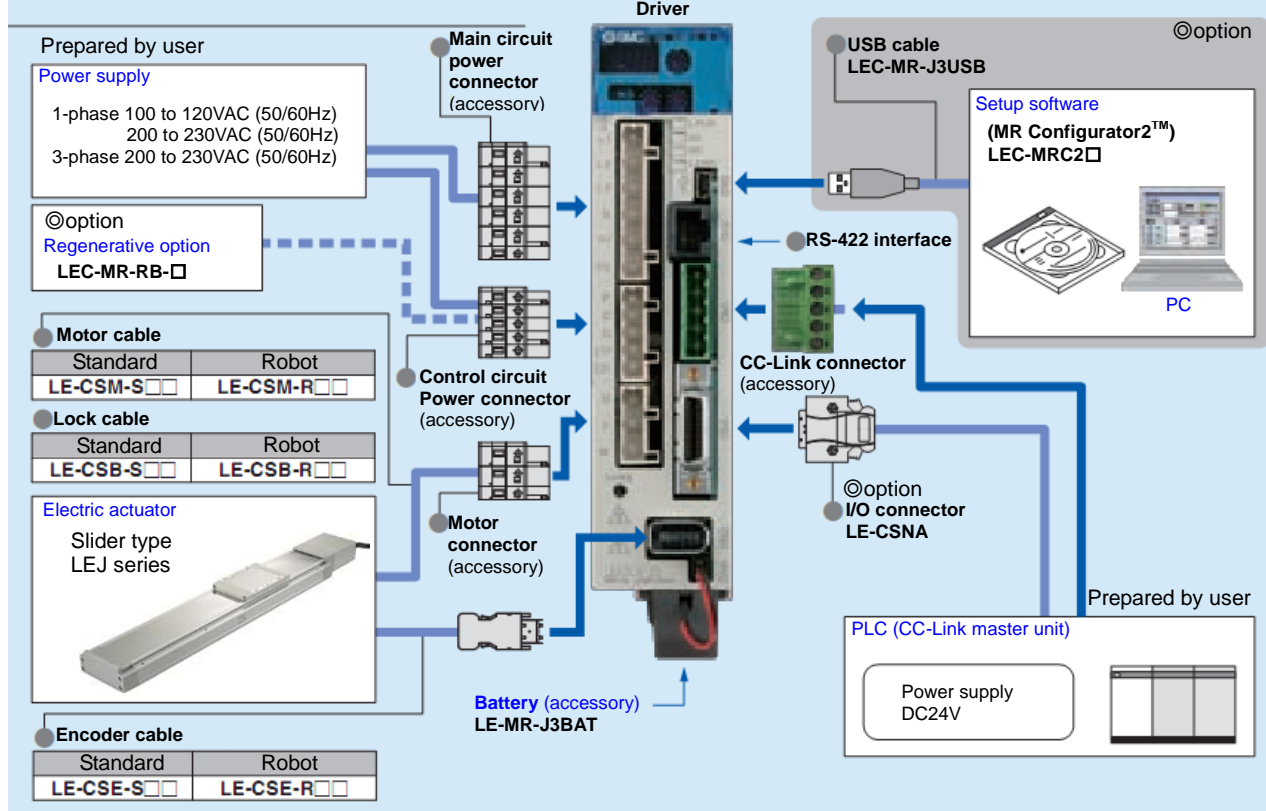 Driver
Prepared by user
Power supply
1-phase 100 to 120VAC (50/60Hz)
200 to 230VAC (50/60Hz)
3-phase 200 to 230VAC (50/60Hz)
◎option
Regenerative option
LEC-MR-RB-□
Motor cable
Standard Robot
LE-CSM-S□□ LE-CSM-R□□
Lock cable
Standard Robot
LE-CSB-S□□ LE-CSB-R□□
Electric actuator
Slider type
LEJ series
Encoder cable
Standard Robot
LE-CSE-S□□ LE-CSE-R□□
Main circuit
power
connector
(accessory)
Control circuit
Power connector
(accessory)
Motor
connector
(accessory)
Battery (accessory)
LE-MR-J3BAT
◎option
USB cable
LEC-MR-J3USB
Setup software
(MR Configurator2™)
LEC-MRC2□
PC
RS-422 interface
CC-Link connector
(accessory)
◎option
I/O connector
LE-CSNA
Prepared by user
PLC (CC-Link master unit)
Power supply
DC24V